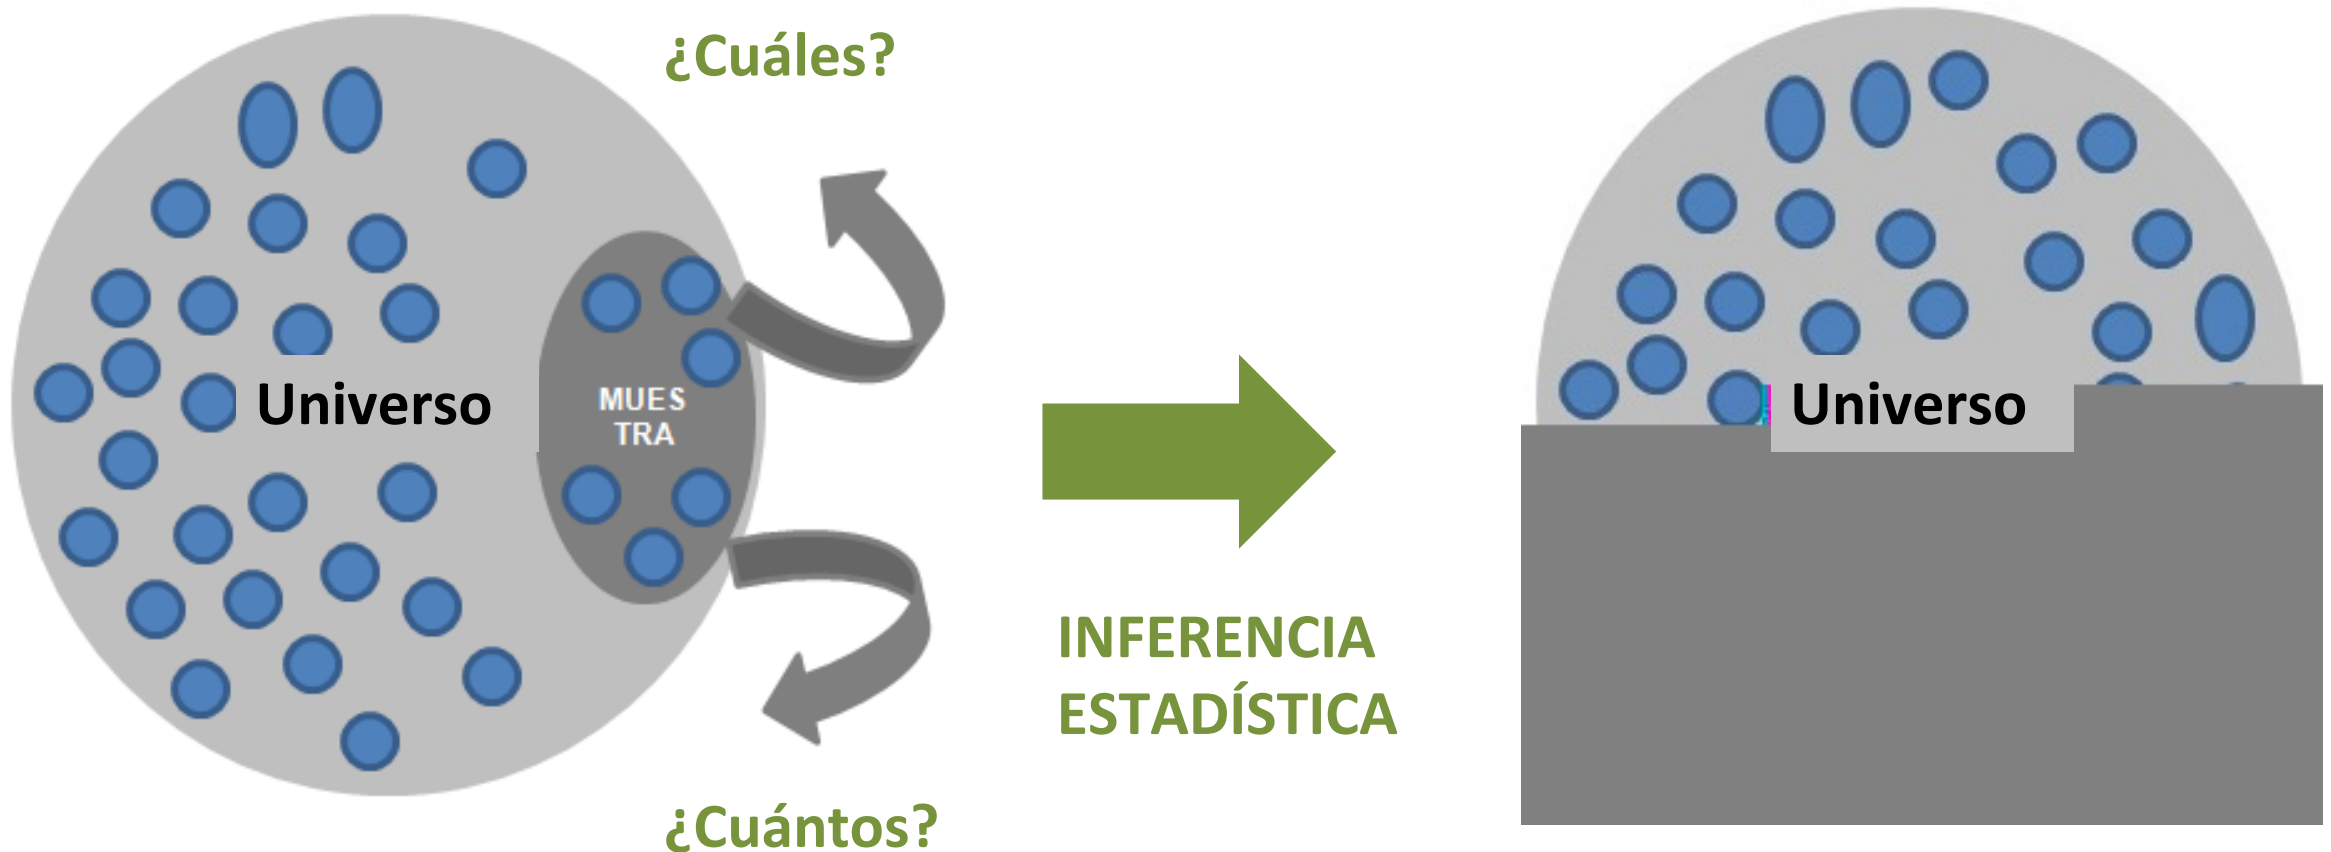 ¿Cuáles?
Universo
MUES
TRA
¿Cuántos?
INFERENCIA
ESTADÍSTICA
Universo